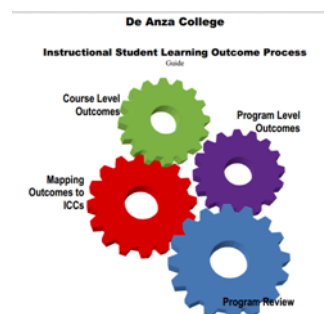 De Anza College
Instructional Student Learning Outcome Process
Guide
Course Level
Outcomes
Program Level
Outcomes
Mapping
Outcomes to
ICCs
Program Review